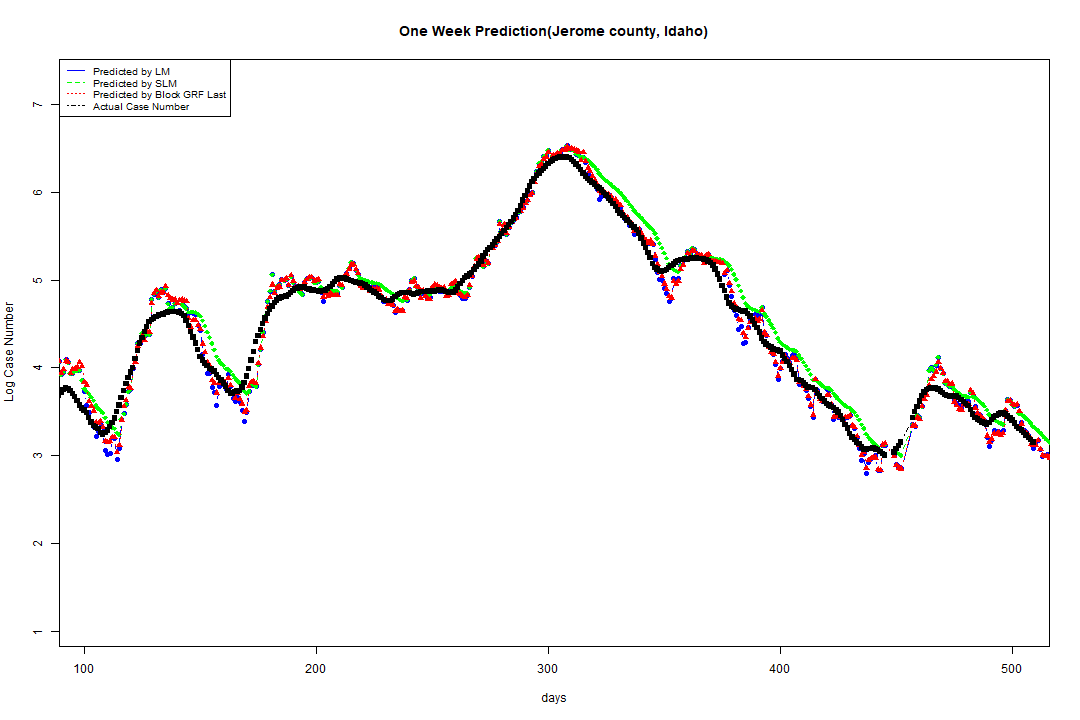 One Week Prediction(Jerome county, Idaho)
Predicted by LM
Predicted by SLM
Predicted by Block GRF Last
Actual Case Number
7
6
5
4
3
2
1
Log Case Number
100 200 300 400 500
days